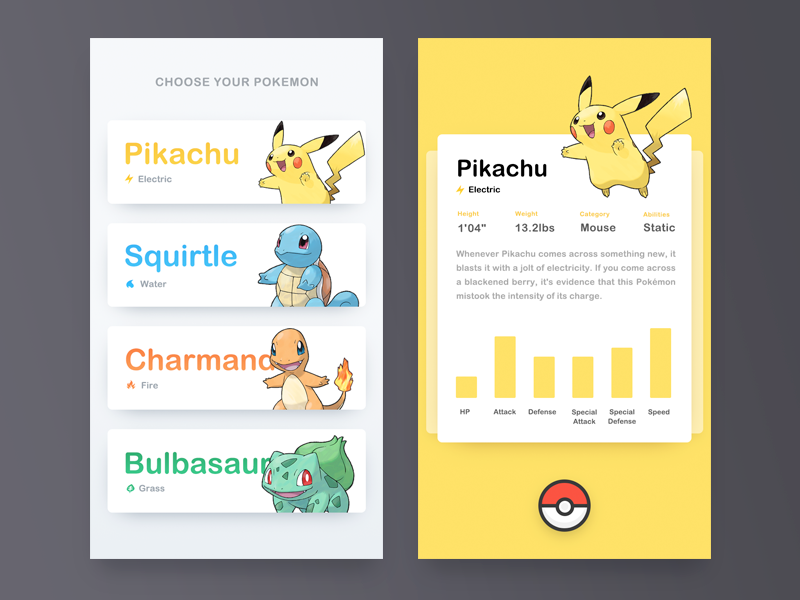 CHOOSE YOUR POKEMON
Pikachu
Electric
Squirtle
Water
Charmand
Fire
Bulbasaur
Grass
Pikachu
Electric
Height Weight Category Abilities
1'04" 13.2lbs Mouse Static
Whenever Pikachu comes across something new, it
blasts it with a jolt of electricity. If you come across
a blackened berry, it's evidence that this Pokèmon
mistook the intensity of its charge.
HP Attack Defense Special Special Speed
Attack Defense